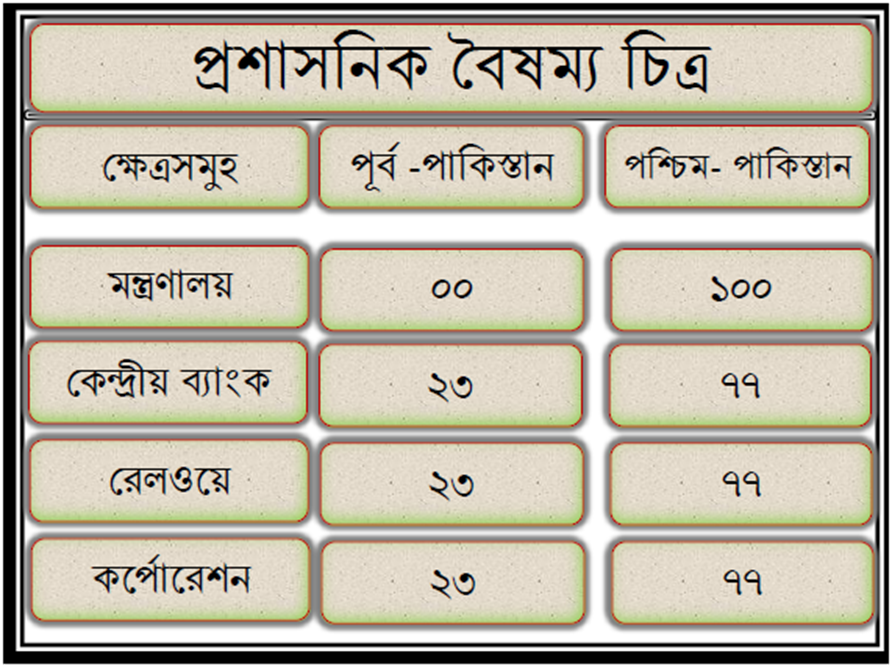 প্রশাসনিক বৈষম্য চিত্র
ক্ষেত্রসমুহ পূর্ব -পাকিস্তান পশ্চিম- পাকিস্তান
মন্ত্রণালয় ০০ ১০০
কেন্দ্রীয় ব্যাংক ২৩ ৭৭
রেলওয়ে ২৩ ৭৭
কর্পোরেশন ২৩ ৭৭